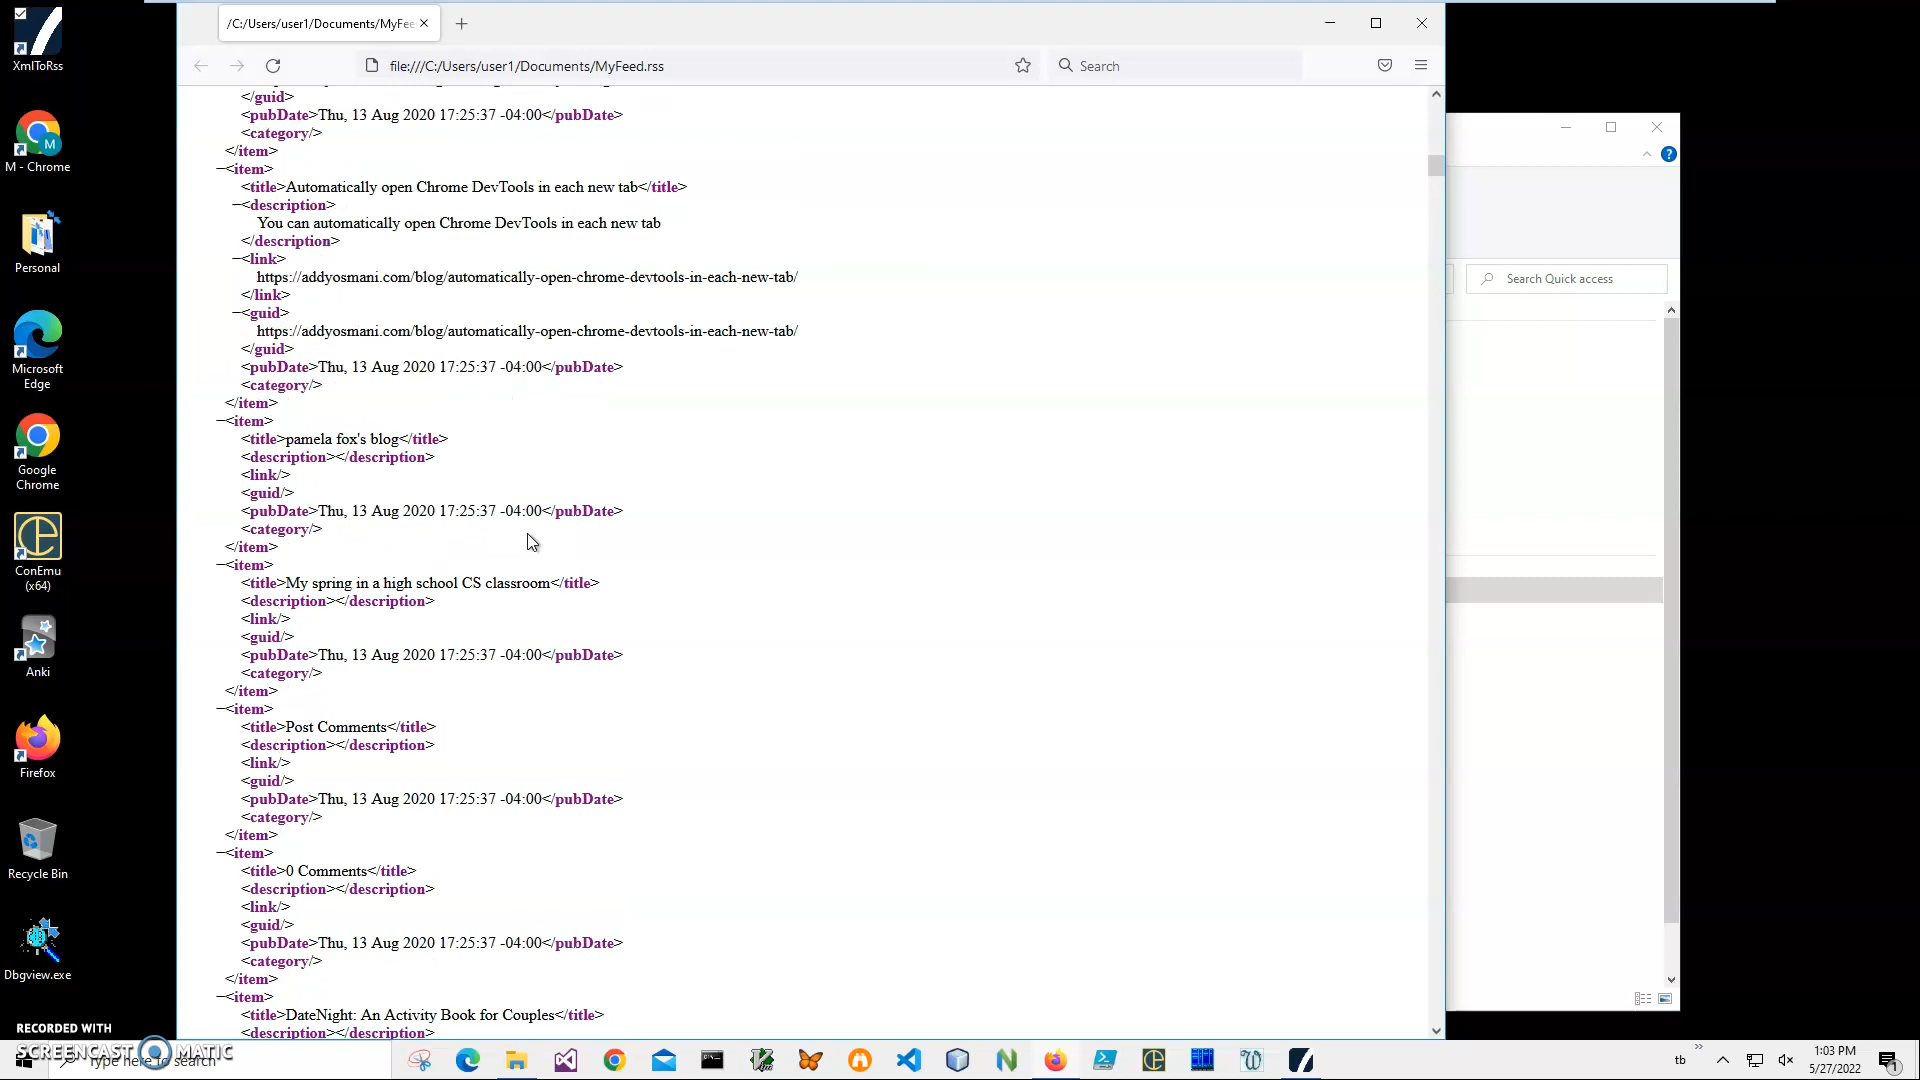 /C:/Users/user1/Documents/MyFee
file:///C:/Users/user1/Documents/MyFeed.rss
Search
XmlToRss
M - Chrome
Personal
Microsoft
Edge
Google
Chrome
ConEmu
(x64)
Anki
Firefox
Recycle Bin
Dbgview.exe
</guid>
<pubDate>Thu, 13 Aug 2020 17:25:37 -04:00</pubDate>
<category/>
</item>
—<item>
<title>Automatically open Chrome DevTools in each new tab</title>
—<description>
You can automatically open Chrome DevTools in each new tab
</description>
—<link>
https://addyosmani.com/blog/automatically-open-chrome-devtools-in-each-new-tab/
</link>
—<guid>
https://addyosmani.com/blog/automatically-open-chrome-devtools-in-each-new-tab/
</guid>
<pubDate>Thu, 13 Aug 2020 17:25:37 -04:00</pubDate>
<category/>
</item>
—<item>
<title>pamela fox's blog</title>
<description></description>
<link/>
<guid/>
<pubDate>Thu, 13 Aug 2020 17:25:37 -04:00</pubDate>
<category/>
</item>
—<item>
<title>My spring in a high school CS classroom</title>
<description></description>
<link/>
<guid/>
<pubDate>Thu, 13 Aug 2020 17:25:37 -04:00</pubDate>
<category/>
</item>
—<item>
<title>Post Comments</title>
<description></description>
<link/>
<guid/>
<pubDate>Thu, 13 Aug 2020 17:25:37 -04:00</pubDate>
<category/>
</item>
—<item>
<title>0 Comments</title>
<description></description>
<link/>
<guid/>
<pubDate>Thu, 13 Aug 2020 17:25:37 -04:00</pubDate>
<category/>
</item>
—<item>
<title>DateNight: An Activity Book for Couples</title>
<description></description>
Search Quick access
RECORDED WITH
SCREENCAST MATIC
Type here to search
tb
1:03 PM
5/27/2022
1